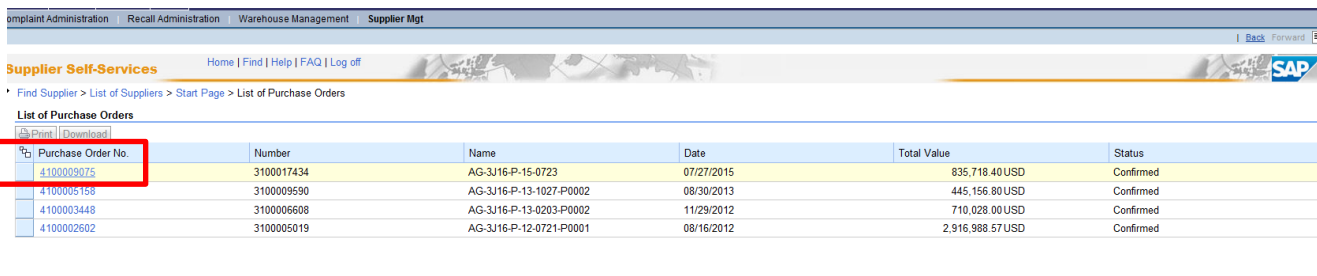 omplaint Administration | Recall Administration | Warehouse Management | Supplier Mgt
| Back Forward
Supplier Self-Services Home | Find | Help | FAQ | Log off SAP
Find Supplier > List of Suppliers > Start Page > List of Purchase Orders
List of Purchase Orders
Print Download
Purchase Order No. Number Name Date Total Value Status
4100009075 3100017434 AG-3J16-P-15-0723 07/27/2015 835,718.40 USD Confirmed
4100005158 3100009590 AG-3J16-P-13-1027-P0002 08/30/2013 445,156.80 USD Confirmed
4100003448 3100006608 AG-3J16-P-13-0203-P0002 11/29/2012 710,028.00 USD Confirmed
4100002602 3100005019 AG-3J16-P-12-0721-P0001 08/16/2012 2,916,988.57 USD Confirmed